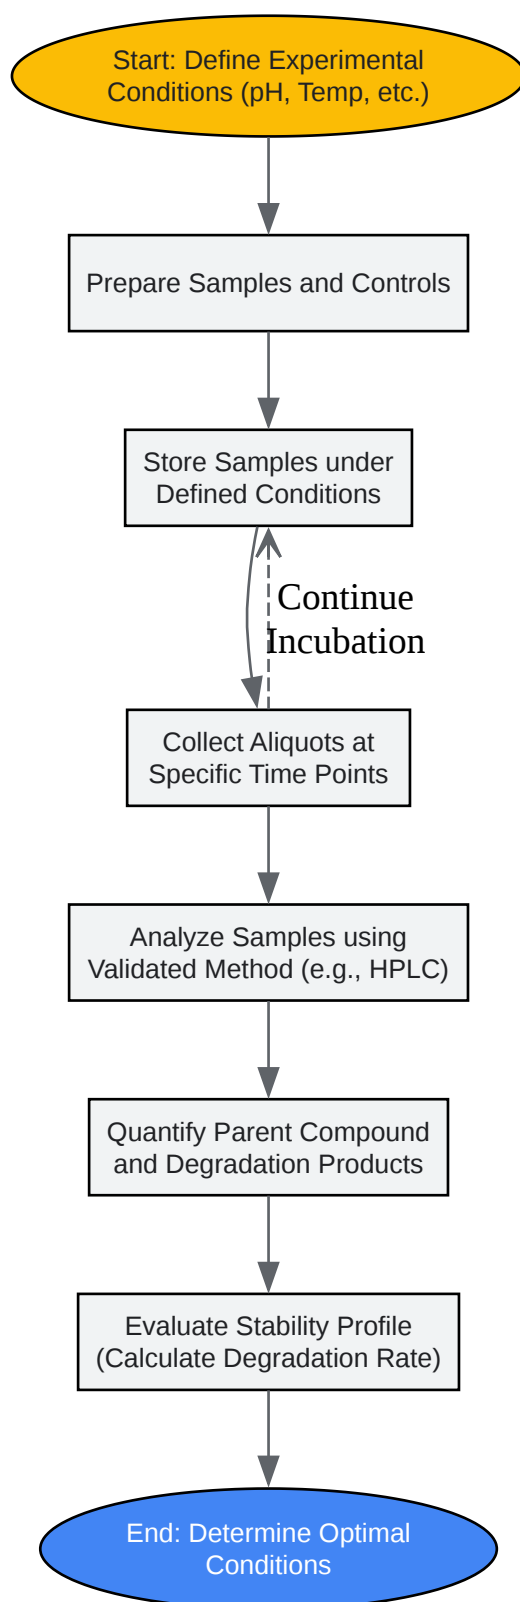 Start: Define Experimental
Conditions (pH, Temp, etc.)
Prepare Samples and Controls
Store Samples under
Defined Conditions
Continue
Incubation
Collect Aliquots at
Specific Time Points
Analyze Samples using
Validated Method (e.g., HPLC)
Quantify Parent Compound
and Degradation Products
Evaluate Stability Profile
(Calculate Degradation Rate)
End: Determine Optimal
Conditions